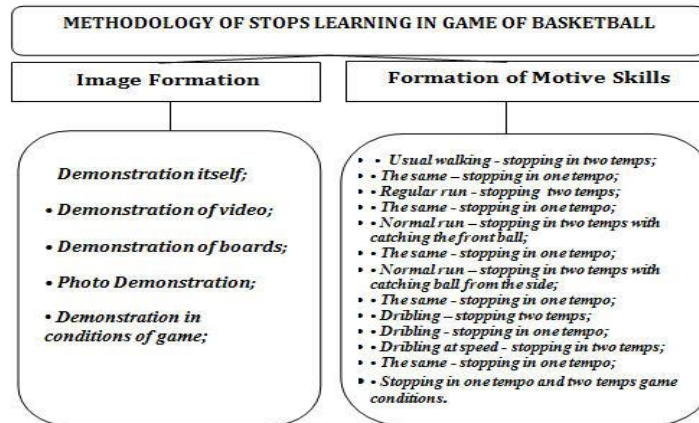 METHODOLOGY OF STOPS LEARNING IN GAME OF BASKETBALL
Image Formation
Formation of Motive Skills
Demonstration itself;
• Demonstration of video;
• Demonstration of boards;
• Photo Demonstration;
• Demonstration in
conditions of game;
• • Usual walking - stopping in two temps;
• • The same – stopping in one tempo;
• • Regular run - stopping two temps;
• • The same - stopping in one tempo;
• • Normal run – stopping in two temps with
catching the front ball;
• • The same - stopping in one tempo;
• • Normal run – stopping in two temps with
catching ball from the side;
• • The same - stopping in one tempo;
• • Dribling – stopping two temps;
• • Dribling - stopping in one tempo;
• • Dribling at speed - stopping in two temps;
• • The same - stopping in one tempo;
• • Stopping in one tempo and two temps game
conditions.